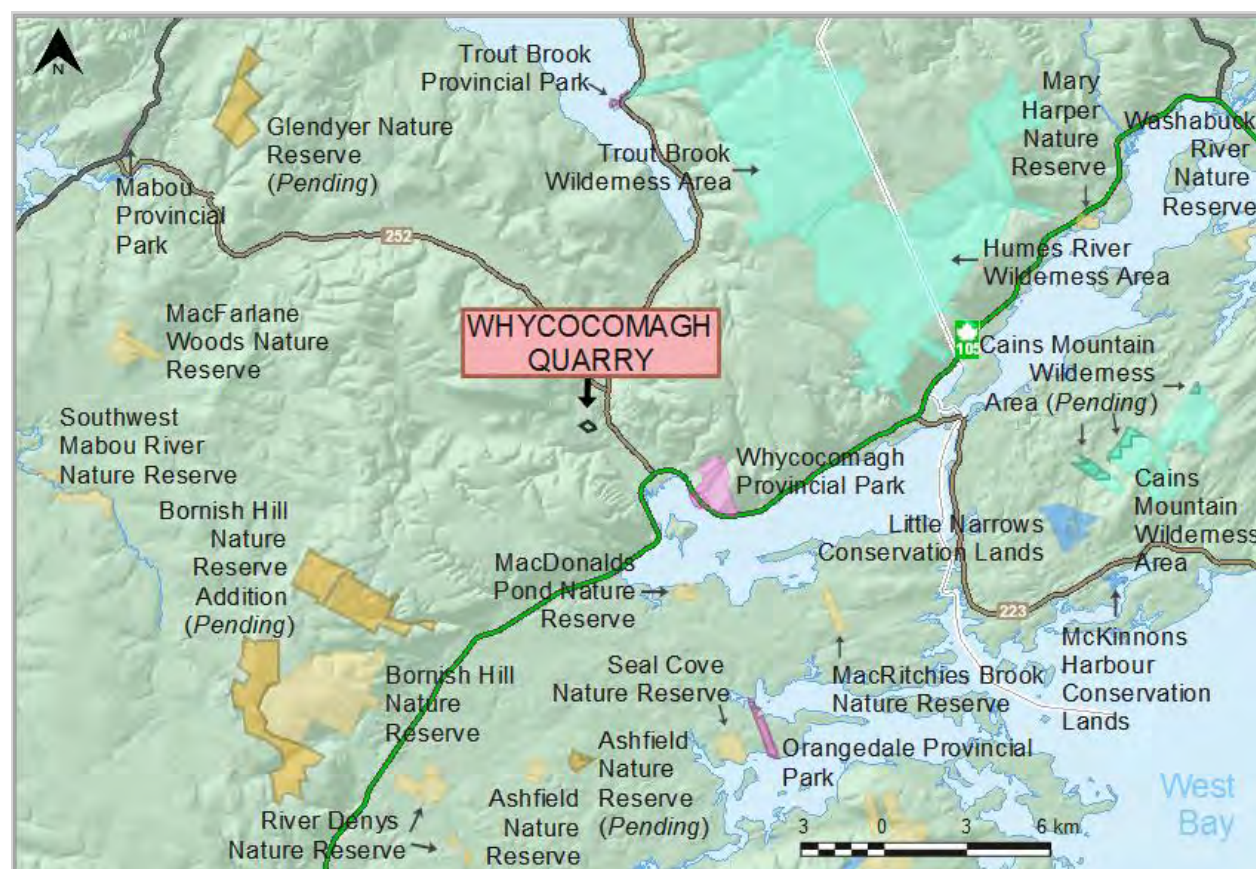 N
Trout Brook
Provincial Park
Glendyer Nature
Reserve
(Pending)
Mabou
Provincial
Park
252
Trout Brook
Wilderness Area
Mary
Harper
Nature
Reserve
Washabuck
River
Nature
Reserve
Humes River
Wilderness Area
MacFarlane
Woods Nature
Reserve
WHYCOCOMAGH
QUARRY
105
Cains Mountain
Wilderness
Area (Pending)
Southwest
Mabou River
Nature Reserve
Whycocomagh
Provincial Park
Cains
Mountain
Wilderness
Area
Bornish Hill
Nature
Reserve
Addition
(Pending)
Little Narrows
Conservation Lands
MacDonalds
Pond Nature
Reserve
223
McKinnons
Harbour
Conservation
Lands
Bornish Hill
Nature
Reserve
Seal Cove
Nature Reserve
MacRitchies Brook
Nature Reserve
Ashfield
Nature
Reserve
(Pending)
Orangedale Provincial
Park
River Denys
Nature Reserve
Ashfield
Nature
Reserve
West
Bay
3 0 3 6 km